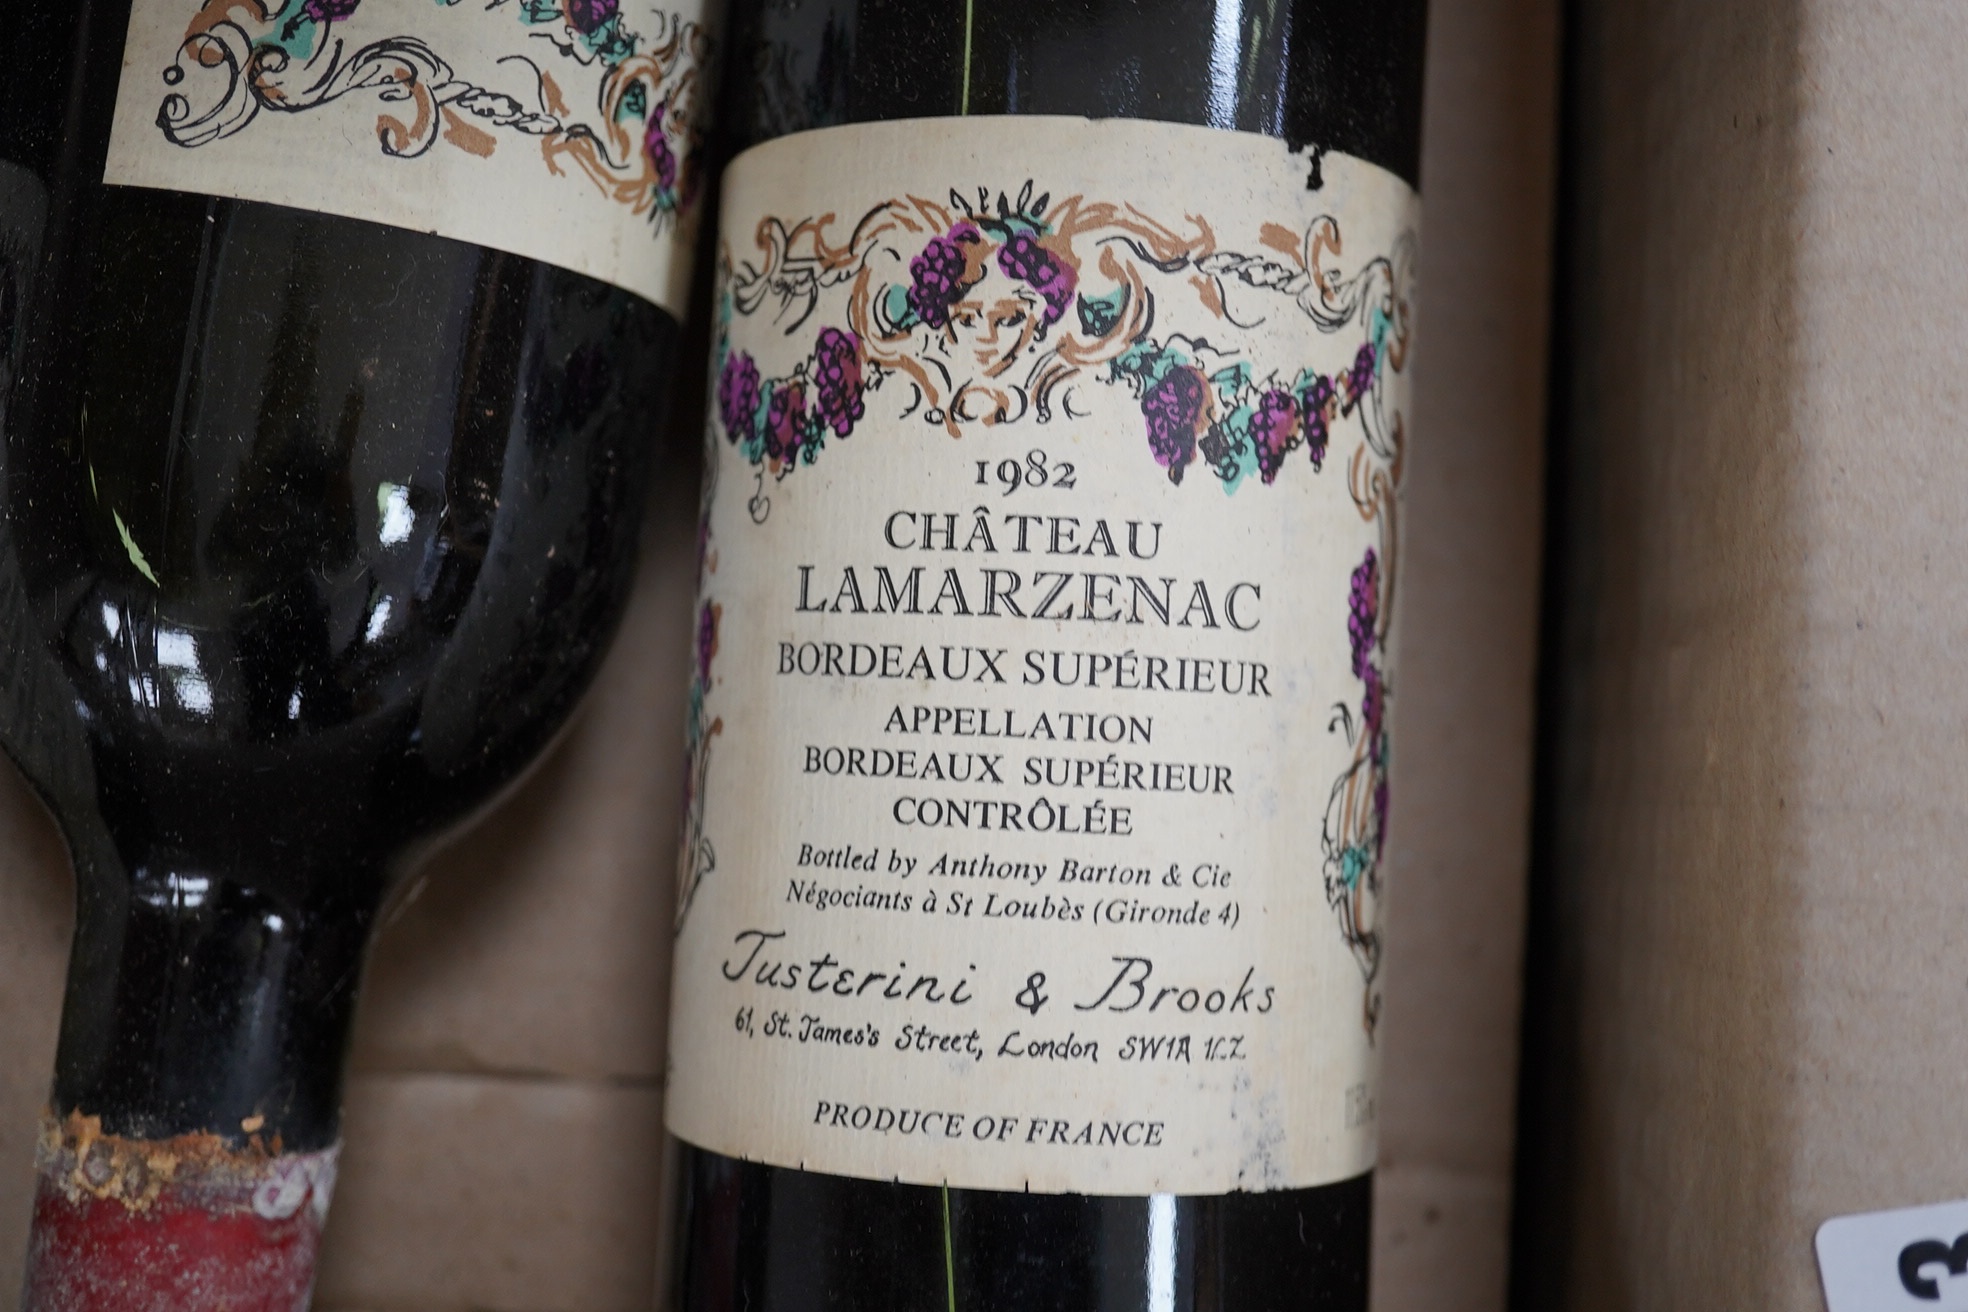 1982
CHÂTEAU
LAMARZENAC
BORDEAUX SUPÉRIEUR
APPELLATION
BORDEAUX SUPÉRIEUR
CONTRÔLÉE
Bottled by Anthony Barton & Cie
Négociants à St Loubès (Gironde 4)
Justerini & Brooks
61, St. James's Street, London SW1A 1LZ
PRODUCE OF FRANCE
3